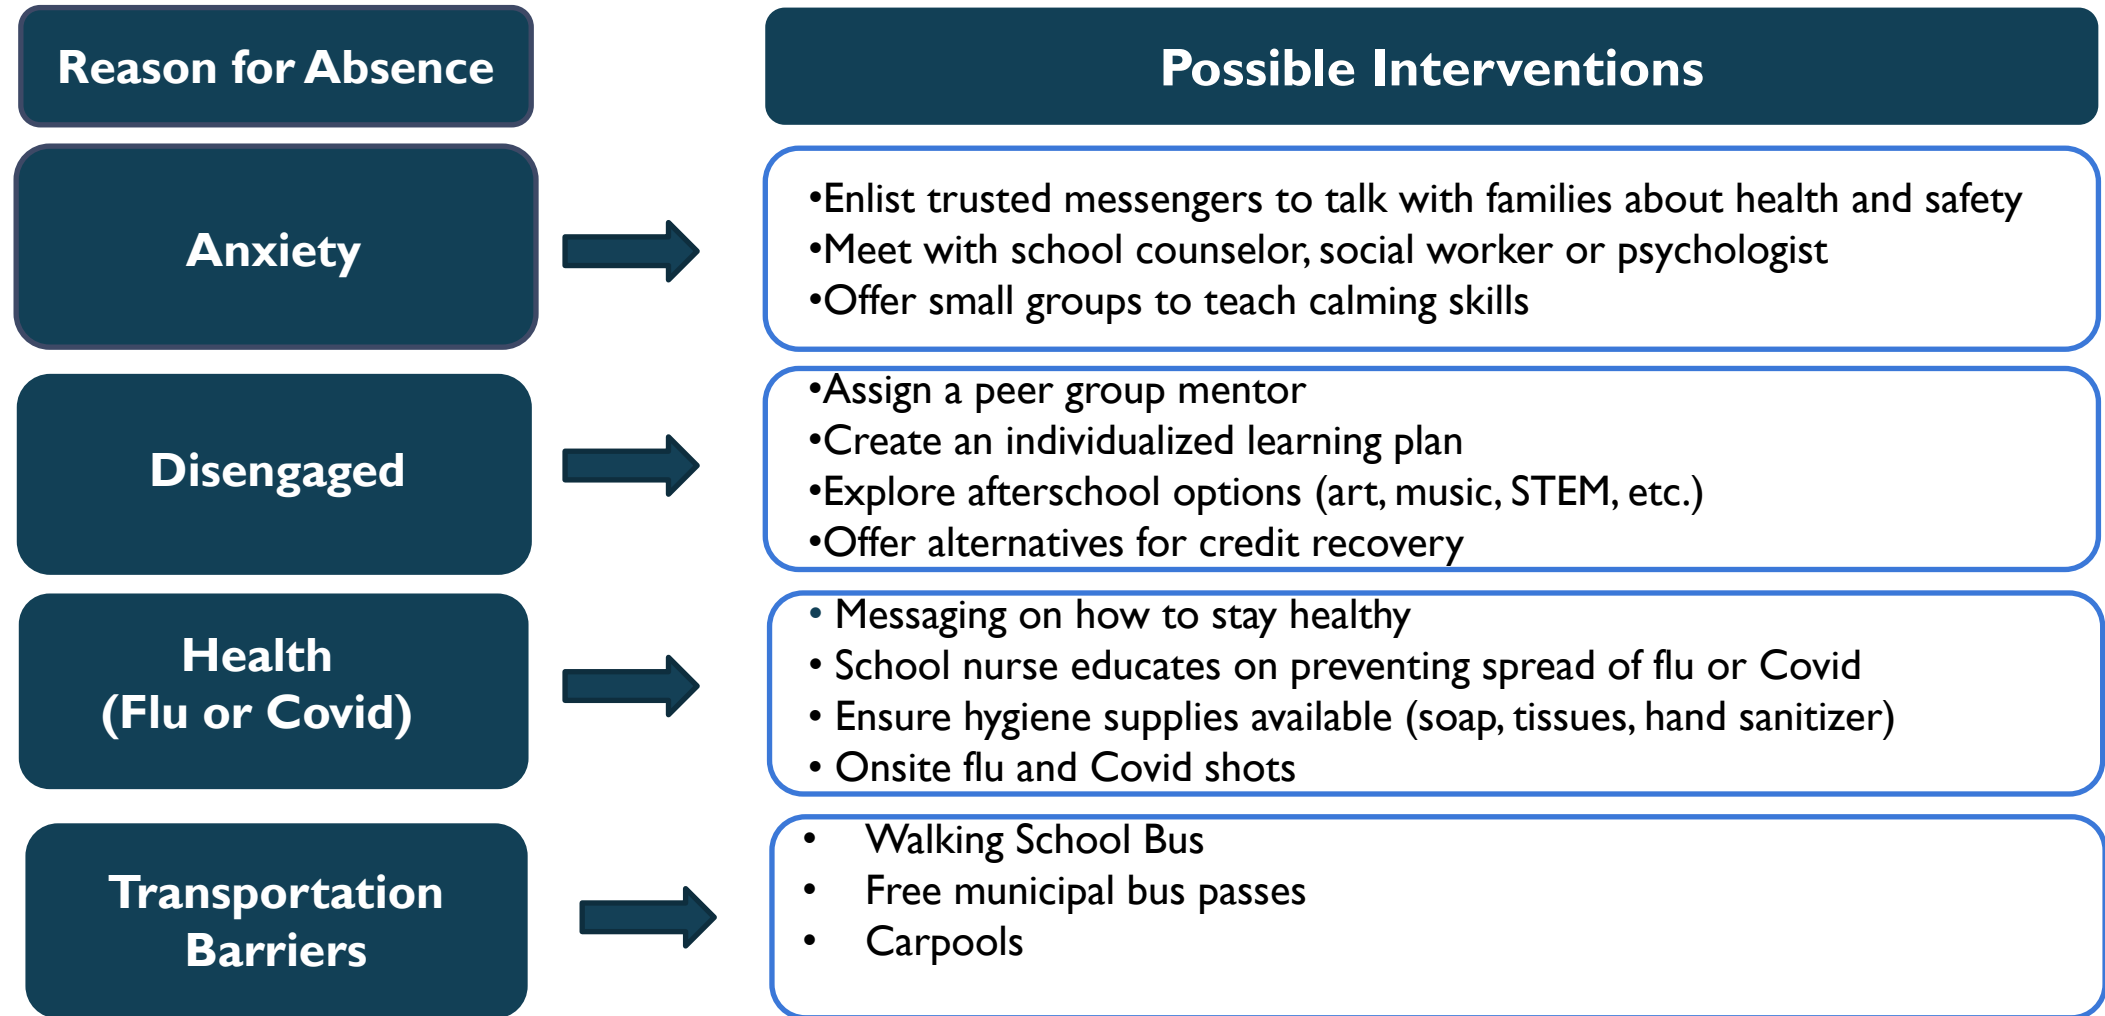 Reason for Absence
Possible Interventions
Anxiety
•Enlist trusted messengers to talk with families about health and safety
•Meet with school counselor, social worker or psychologist
•Offer small groups to teach calming skills
Disengaged
•Assign a peer group mentor
•Create an individualized learning plan
•Explore afterschool options (art, music, STEM, etc.)
•Offer alternatives for credit recovery
Health
(Flu or Covid)
• Messaging on how to stay healthy
• School nurse educates on preventing spread of flu or Covid
• Ensure hygiene supplies available (soap, tissues, hand sanitizer)
• Onsite flu and Covid shots
Transportation
Barriers
• Walking School Bus
• Free municipal bus passes
• Carpools